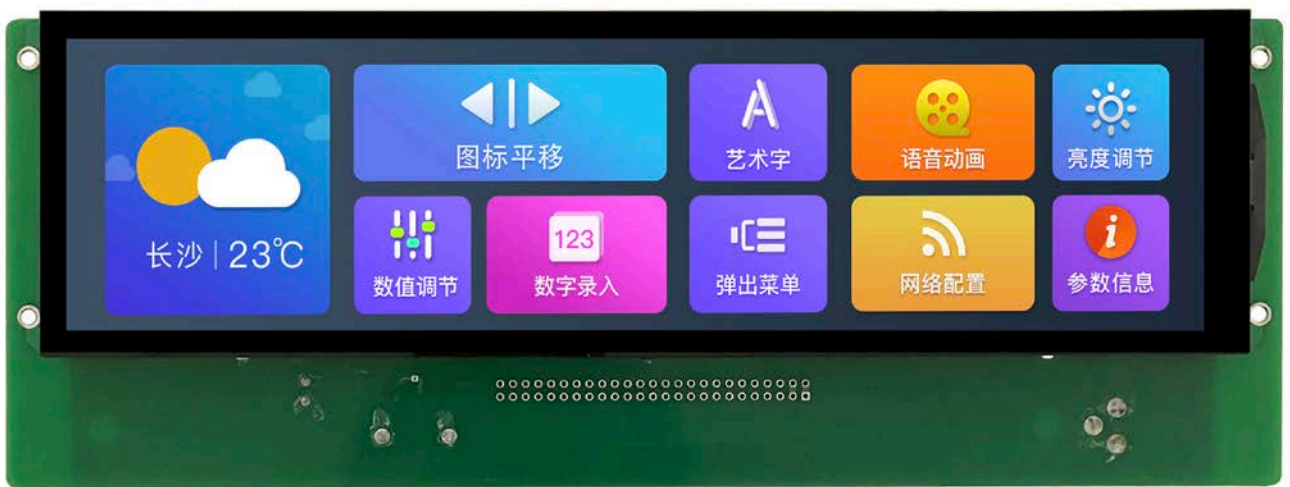 长沙|23℃
图标平移
艺术字
语音动画
亮度调节
数值调节
123
数字录入
弹出菜单
网络配置
i
参数信息